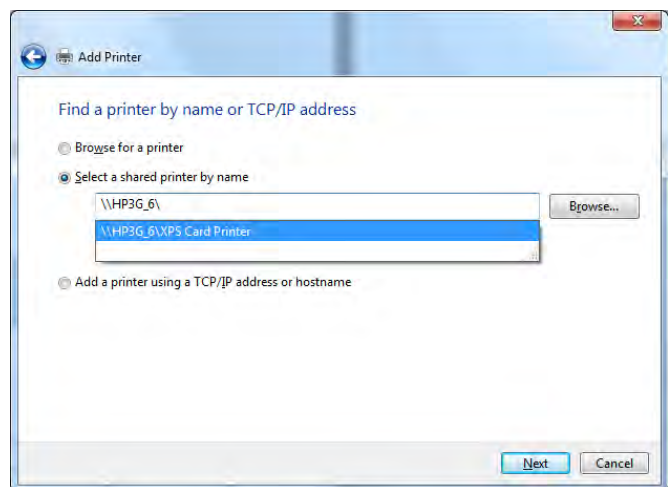 Add Printer
Find a printer by name or TCP/IP address
Browse for a printer
Select a shared printer by name
\\HP3G_6\
Browse...
\\HP3G_6\XPS Card Printer
Add a printer using a TCP/IP address or hostname
Next Cancel